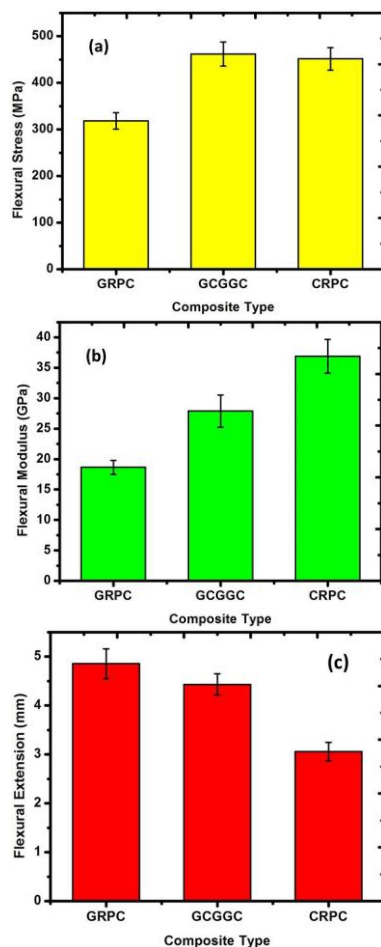 (a)
Flexural Stress (MPa)
500
400
300
200
100
0
GRPC GCGGC CRPC
Composite Type
(b)
Flexural Modulus (GPa)
40
35
30
25
20
15
10
5
0
GRPC GCGGC CRPC
Composite Type
(c)
Flexural Extension (mm)
5
4
3
2
1
0
GRPC GCGGC CRPC
Composite Type